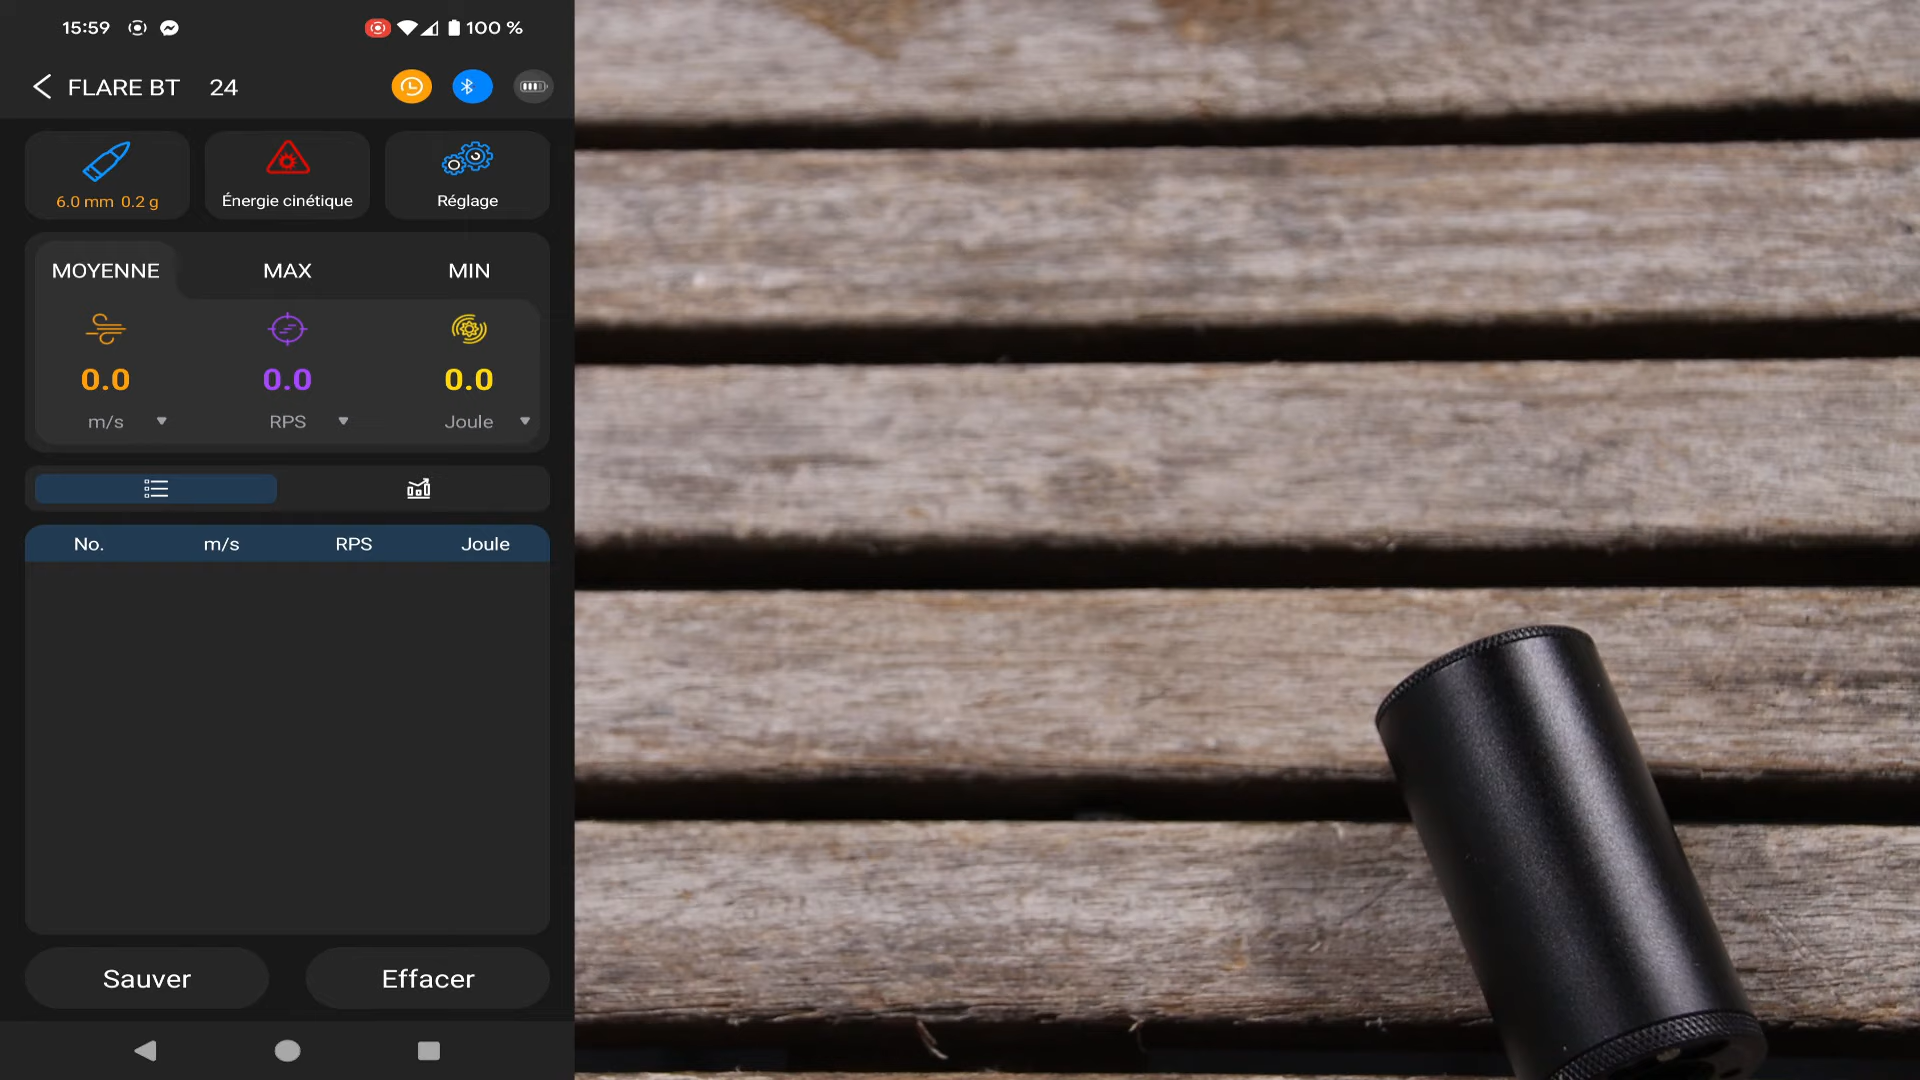 15:59 100 %
FLARE BT 24
6.0 mm 0.2 g
Énergie cinétique
Réglage
MOYENNE MAX MIN
0.0 0.0 0.0
m/s RPS Joule
No. m/s RPS Joule
Sauver Effacer